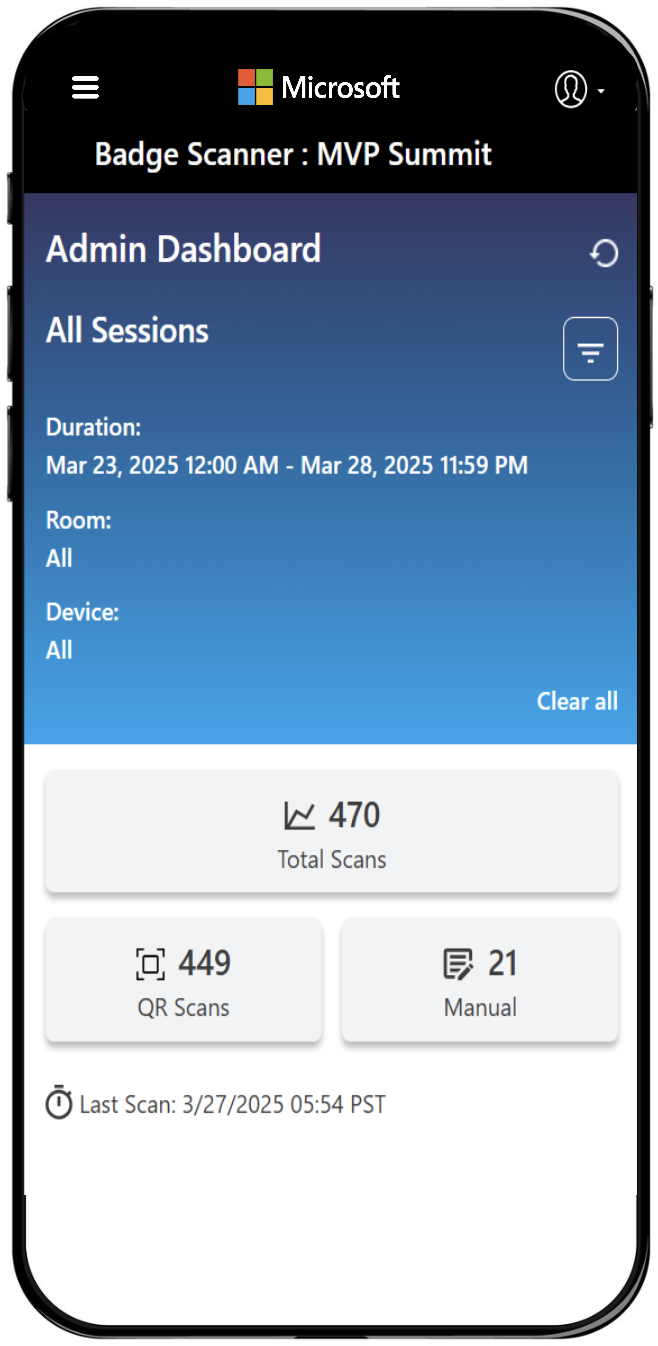 Microsoft
Badge Scanner : MVP Summit
Admin Dashboard
All Sessions
Duration:
Mar 23, 2025 12:00 AM - Mar 28, 2025 11:59 PM
Room:
All
Device:
All
Clear all
470
Total Scans
449
QR Scans
21
Manual
Last Scan: 3/27/2025 05:54 PST